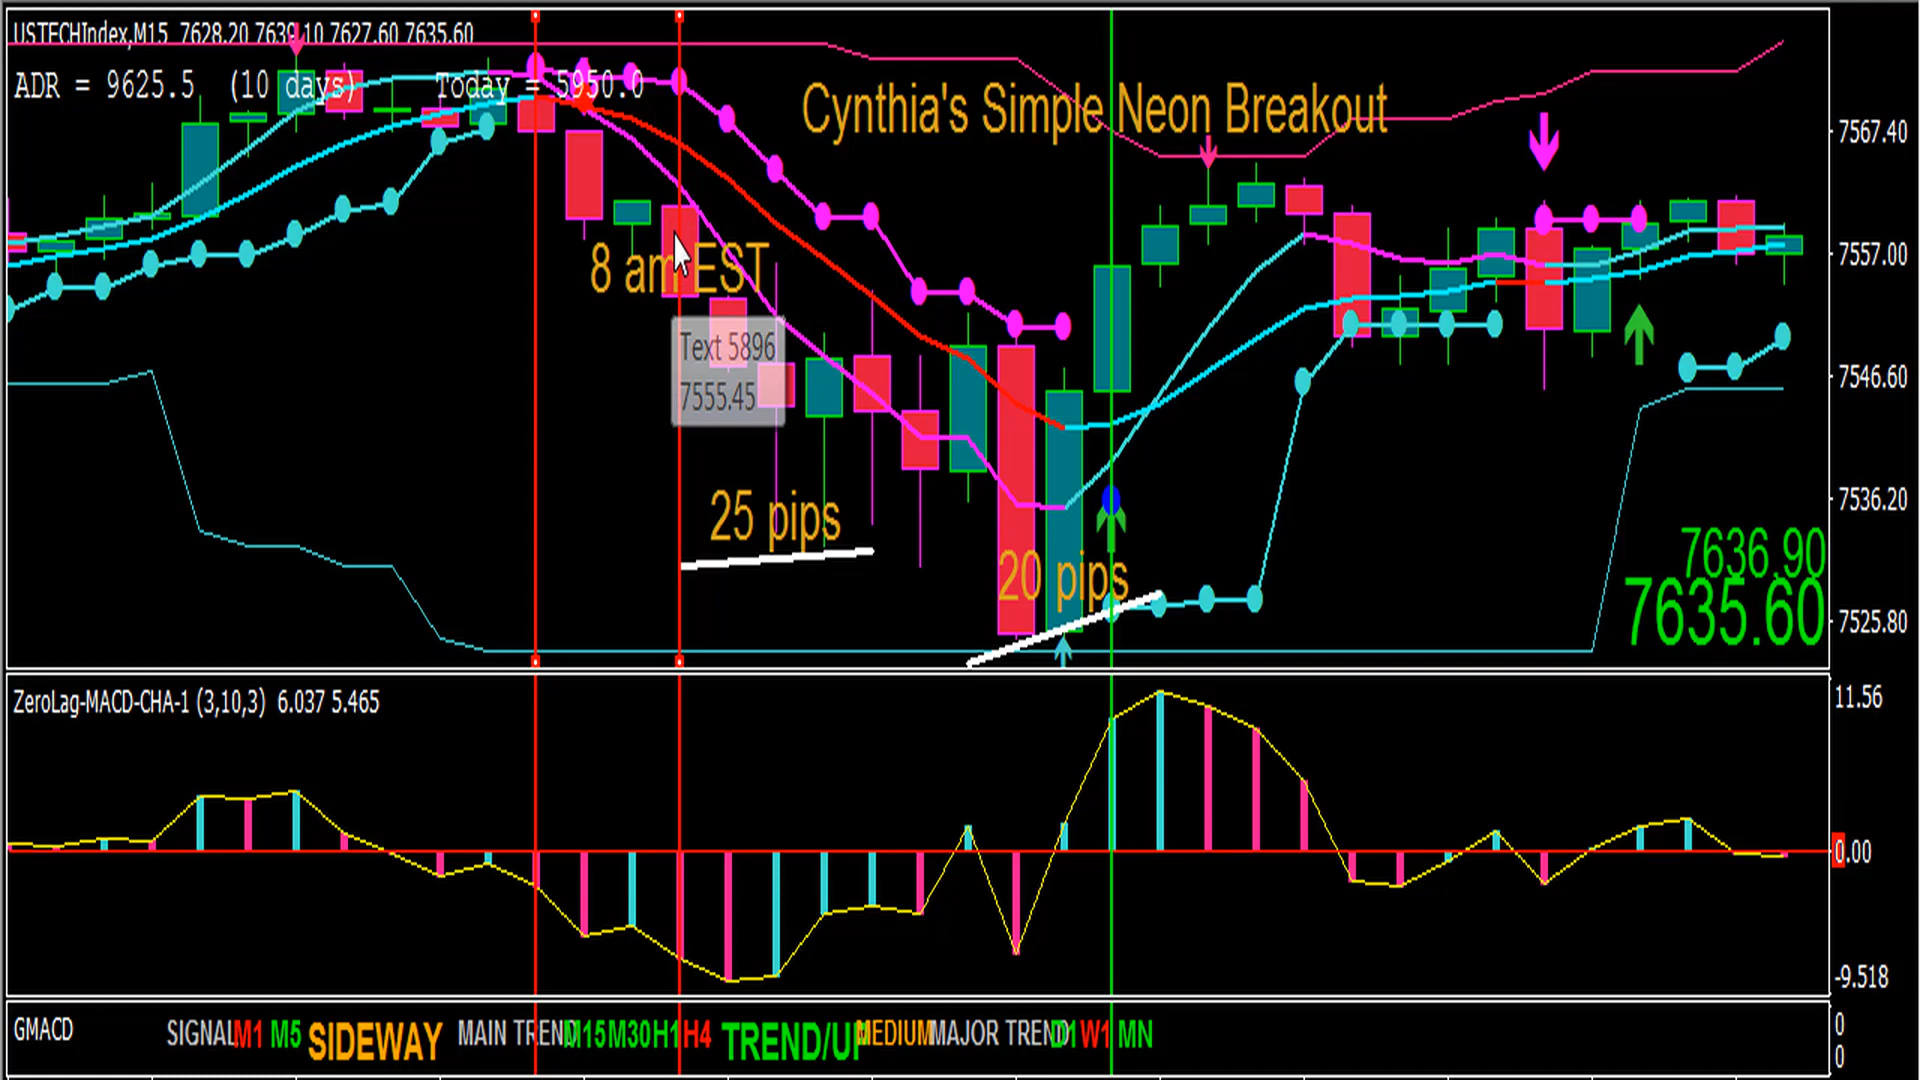 USTECHIndex,M15 7628.20 7639.10 7627.60 7635.60
ADR = 9625.5 (10 days) Today = 5950.0
Cynthia's Simple Neon Breakout
8 am EST
Text 5896
7555.45
25 pips
20 pips
7636.90
7635.60
7567.40
7557.00
7546.60
7536.20
7525.80
ZeroLag-MACD-CHA-1 (3,10,3) 6.037 5.465
11.56
0.00
-9.518
GMACD SIGNAL M1 M5 SIDEWAY MAIN TREND M15 M30 H1 H4 TREND/UP MEDIUM MAJOR TREND D1 W1 MN
0
0